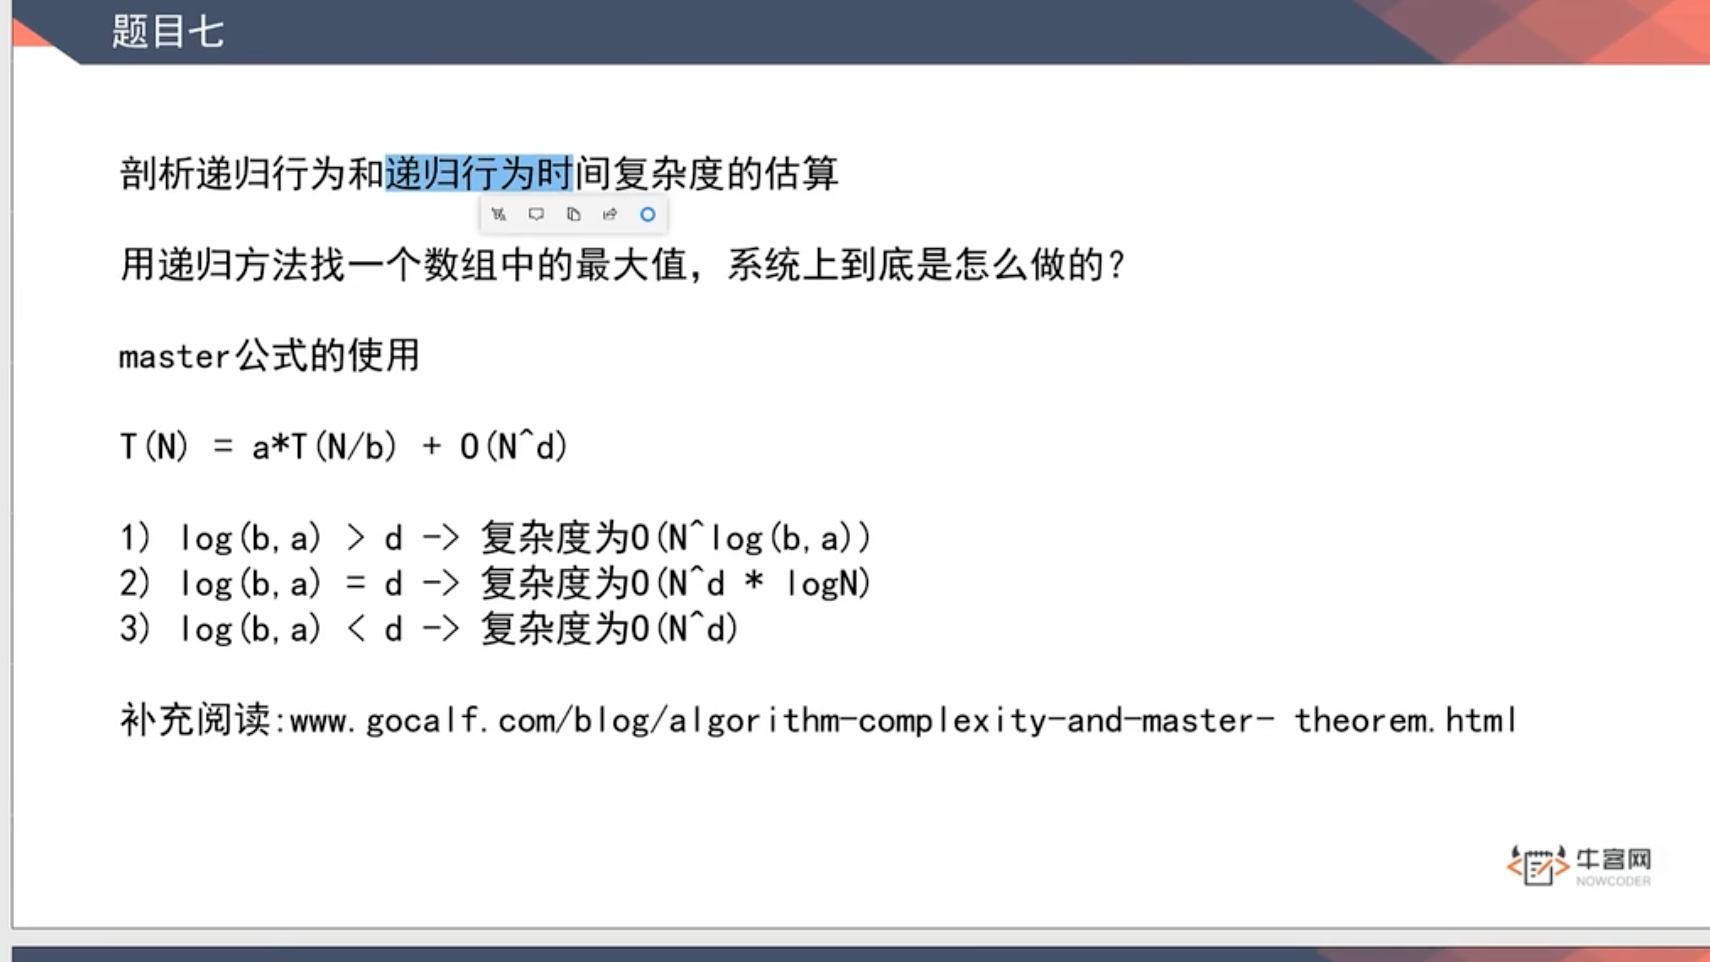 题目七
剖析递归行为和递归行为时间复杂度的估算
用递归方法找一个数组中的最大值，系统上到底是怎么做的？
master公式的使用
T(N) = a*T(N/b) + O(N^d)
1) log(b,a) > d -> 复杂度为O(N^log(b,a))
2) log(b,a) = d -> 复杂度为O(N^d * logN)
3) log(b,a) < d -> 复杂度为O(N^d)
补充阅读:www.gocalf.com/blog/algorithm-complexity-and-master- theorem.html
牛客网
NOWCODER